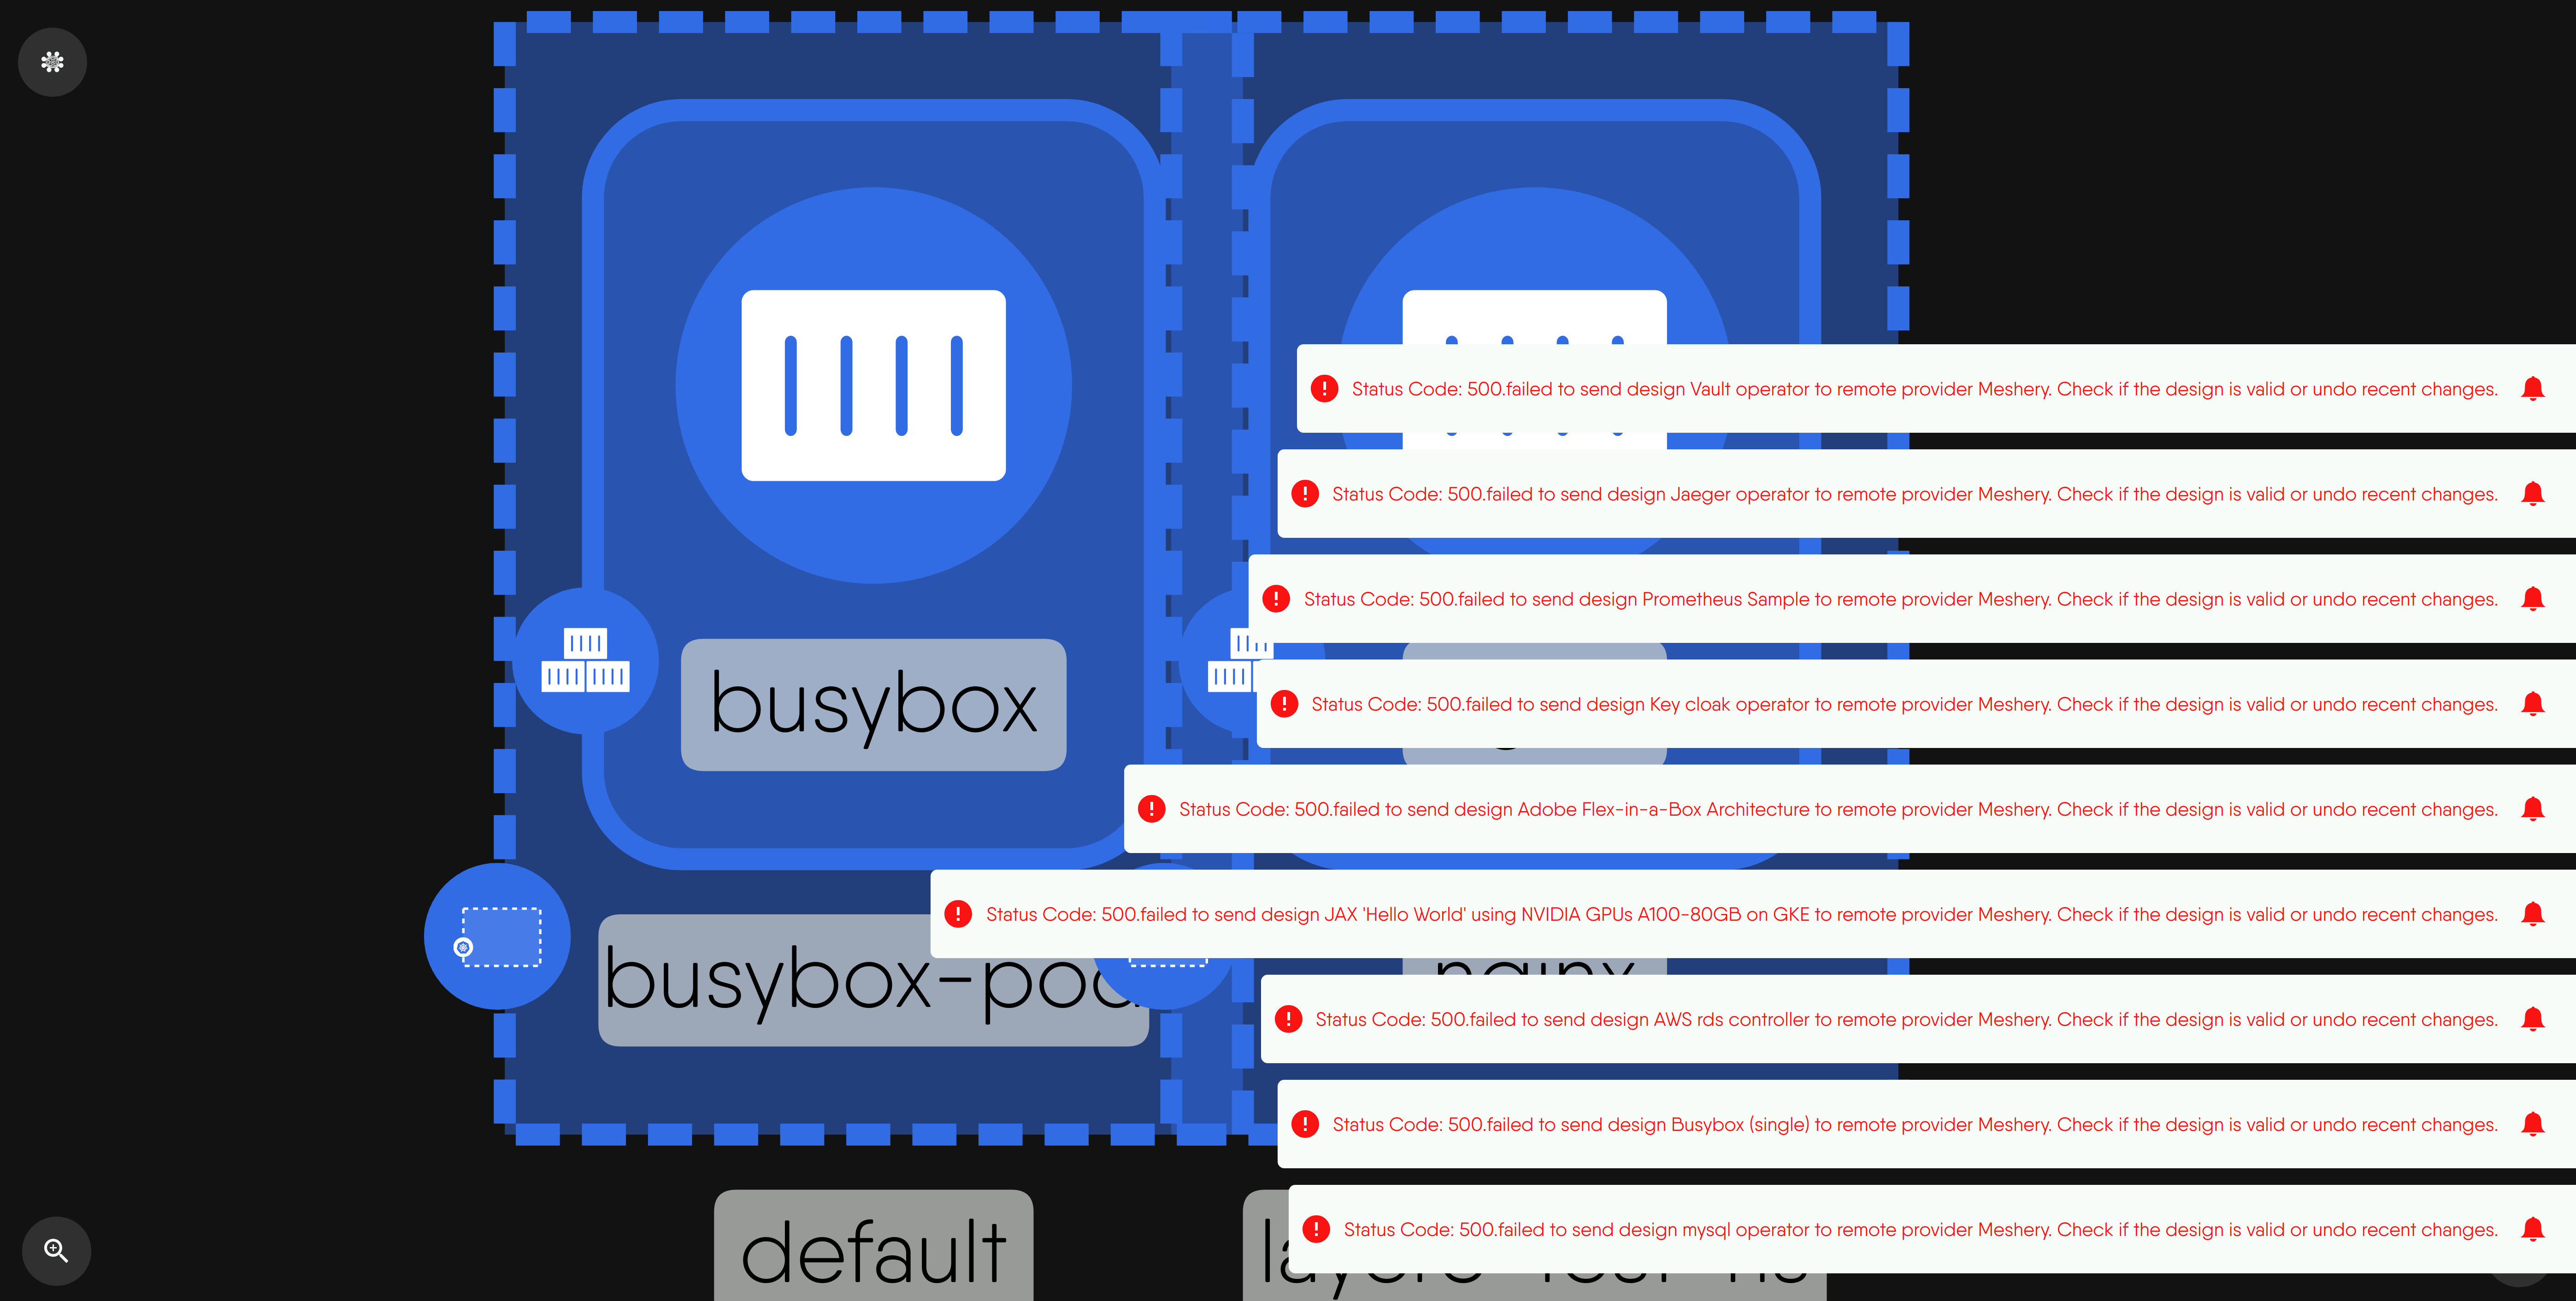 busybox
busybox-pod
nginx
default
Status Code: 500.failed to send design Vault operator to remote provider Meshery. Check if the design is valid or undo recent changes.
Status Code: 500.failed to send design Jaeger operator to remote provider Meshery. Check if the design is valid or undo recent changes.
Status Code: 500.failed to send design Prometheus Sample to remote provider Meshery. Check if the design is valid or undo recent changes.
Status Code: 500.failed to send design Key cloak operator to remote provider Meshery. Check if the design is valid or undo recent changes.
Status Code: 500.failed to send design Adobe Flex-in-a-Box Architecture to remote provider Meshery. Check if the design is valid or undo recent changes.
Status Code: 500.failed to send design JAX 'Hello World' using NVIDIA GPUs A100-80GB on GKE to remote provider Meshery. Check if the design is valid or undo recent changes.
Status Code: 500.failed to send design AWS rds controller to remote provider Meshery. Check if the design is valid or undo recent changes.
Status Code: 500.failed to send design Busybox (single) to remote provider Meshery. Check if the design is valid or undo recent changes.
Status Code: 500.failed to send design mysql operator to remote provider Meshery. Check if the design is valid or undo recent changes.